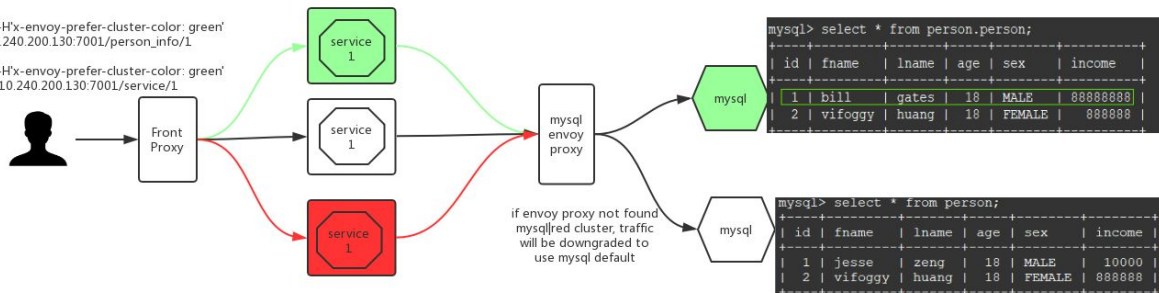 -H'x-envoy-prefer-cluster-color: green'
.240.200.130:7001/person_info/1
-H'x-envoy-prefer-cluster-color: green'
10.240.200.130:7001/service/1
Front
Proxy
service
1
service
1
service
1
mysql
envoy
proxy
if envoy proxy not found
mysql|red cluster, traffic
will be downgraded to
use mysql default
mysql
mysql> select * from person.person;
+----+---------+-------+-----+--------+----------+
| id | fname   | lname | age | sex    | income   |
+----+---------+-------+-----+--------+----------+
|  1 | bill    | gates |  18 | MALE   | 88888888 |
|  2 | vifoggy | huang |  18 | FEMALE |   888888 |
+----+---------+-------+-----+--------+----------+
mysql
mysql> select * from person.person;
+----+---------+-------+-----+--------+--------+
| id | fname   | lname | age | sex    | income |
+----+---------+-------+-----+--------+--------+
|  1 | jesse   | zeng  |  18 | MALE   |  10000 |
|  2 | vifoggy | huang |  18 | FEMALE | 888888 |
+----+---------+-------+-----+--------+--------+